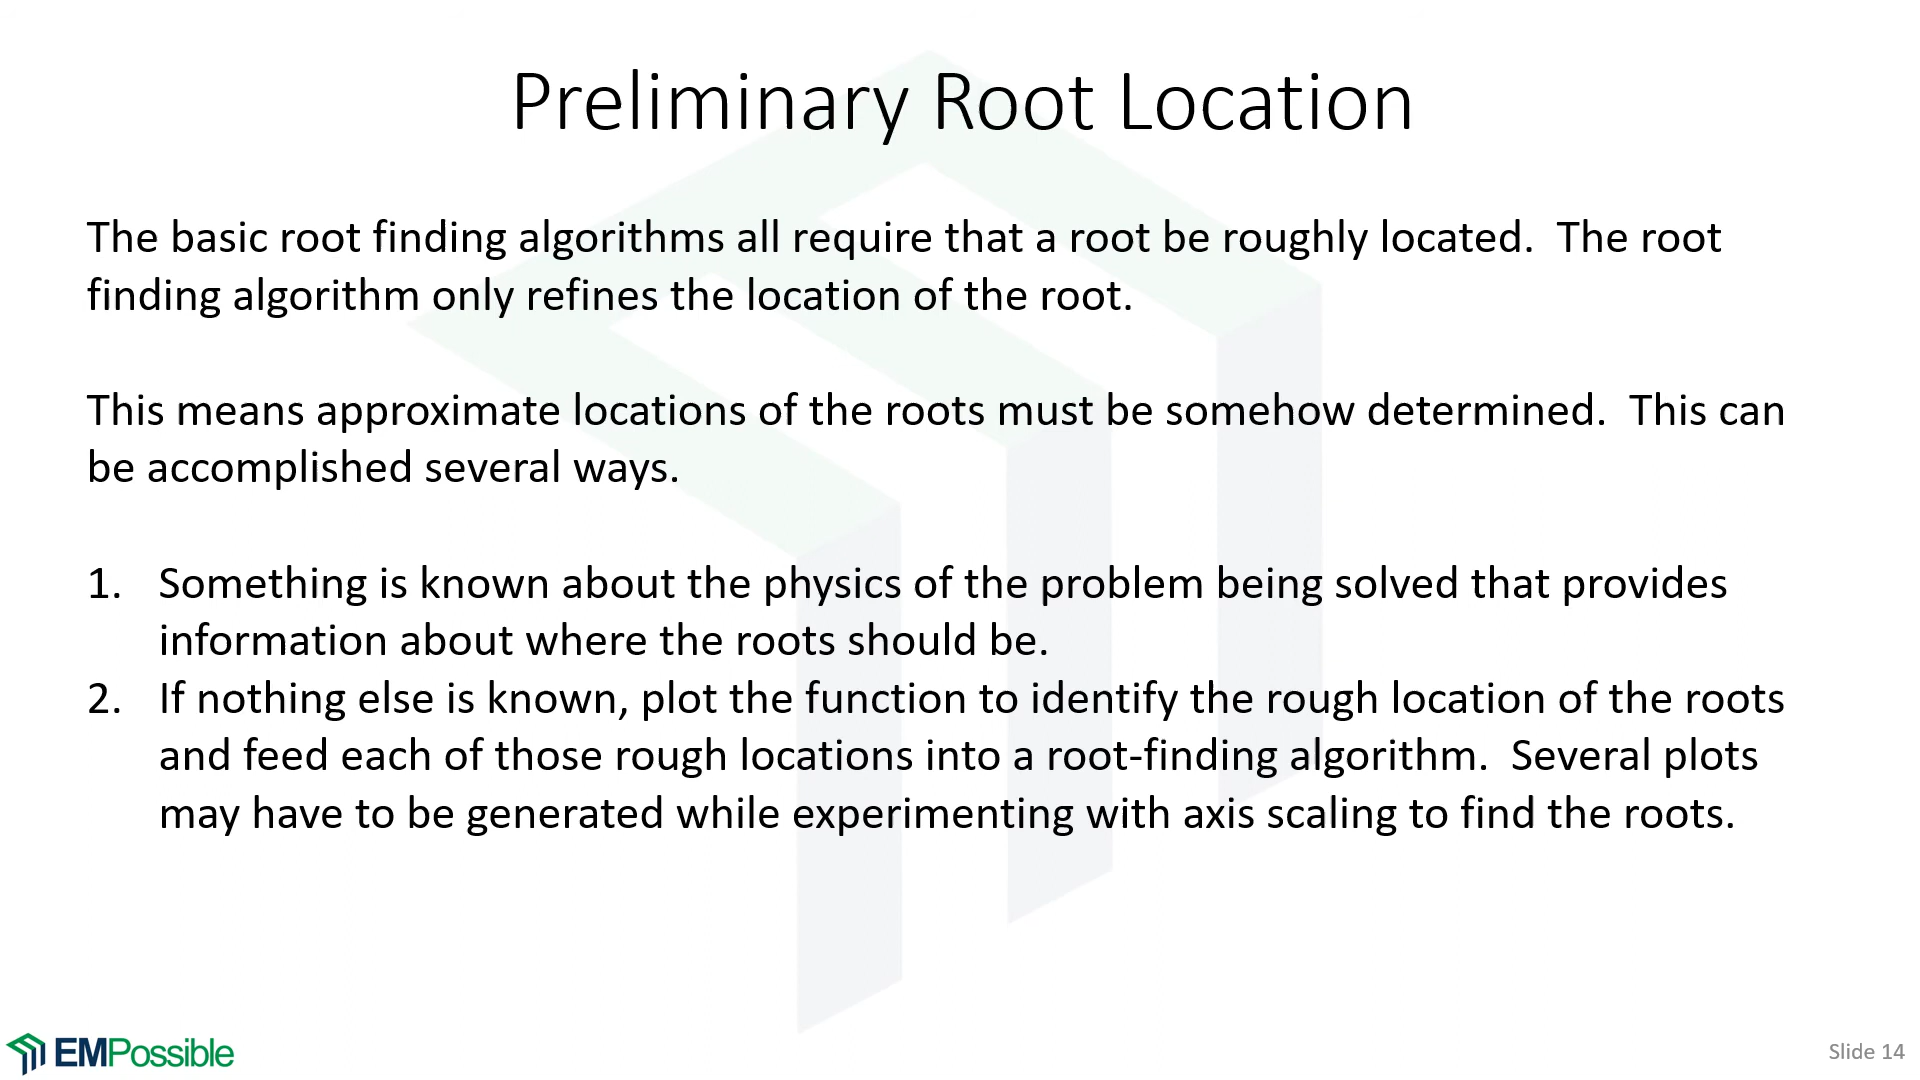 Preliminary Root Location
The basic root finding algorithms all require that a root be roughly located.  The root
finding algorithm only refines the location of the root.
This means approximate locations of the roots must be somehow determined.  This can
be accomplished several ways.
1. Something is known about the physics of the problem being solved that provides
information about where the roots should be.
2. If nothing else is known, plot the function to identify the rough location of the roots
and feed each of those rough locations into a root-finding algorithm.  Several plots
may have to be generated while experimenting with axis scaling to find the roots.
EMPossible
Slide 14